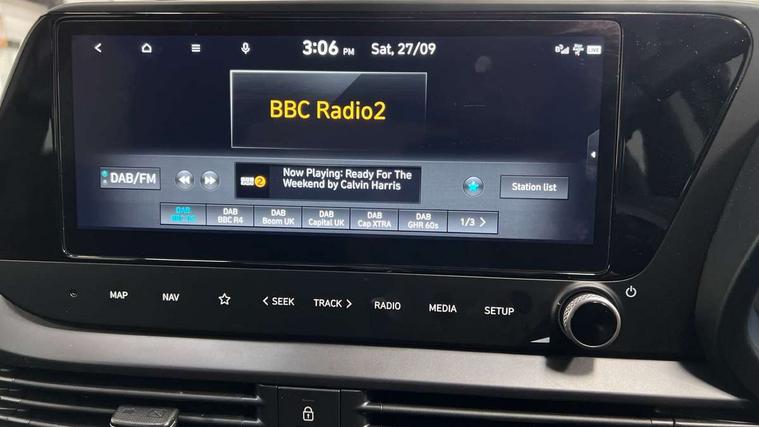 3:06 PM Sat, 27/09
LIVE
BBC Radio2
DAB/FM
2
Now Playing: Ready For The
Weekend by Calvin Harris
Station list
DAB
DAB
BBC R4
DAB
Boom UK
DAB
Capital UK
DAB
Cap XTRA
DAB
GHR 60s
1/3 >
MAP
NAV
< SEEK
TRACK >
RADIO
MEDIA
SETUP